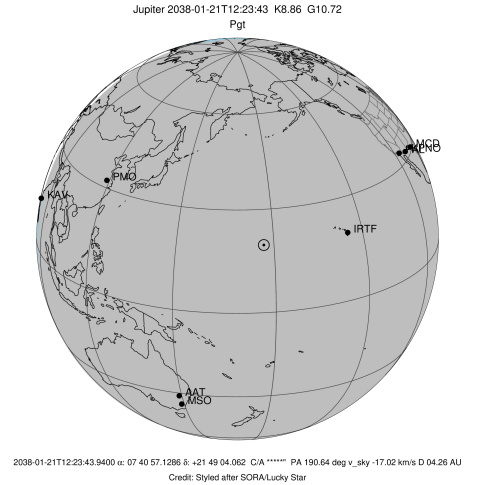 Jupiter 2038-01-21T12:23:43  K8.86  G10.72
Pgt
MCD
KPNO
PMO
KAV
IRTF
AAT
MSO
2038-01-21T12:23:43.9400 α: 07 40 57.1286 δ: +21 49 04.062  C/A *****"  PA 190.64 deg v_sky -17.02 km/s D 04.26 AU
Credit: Styled after SORA/Lucky Star